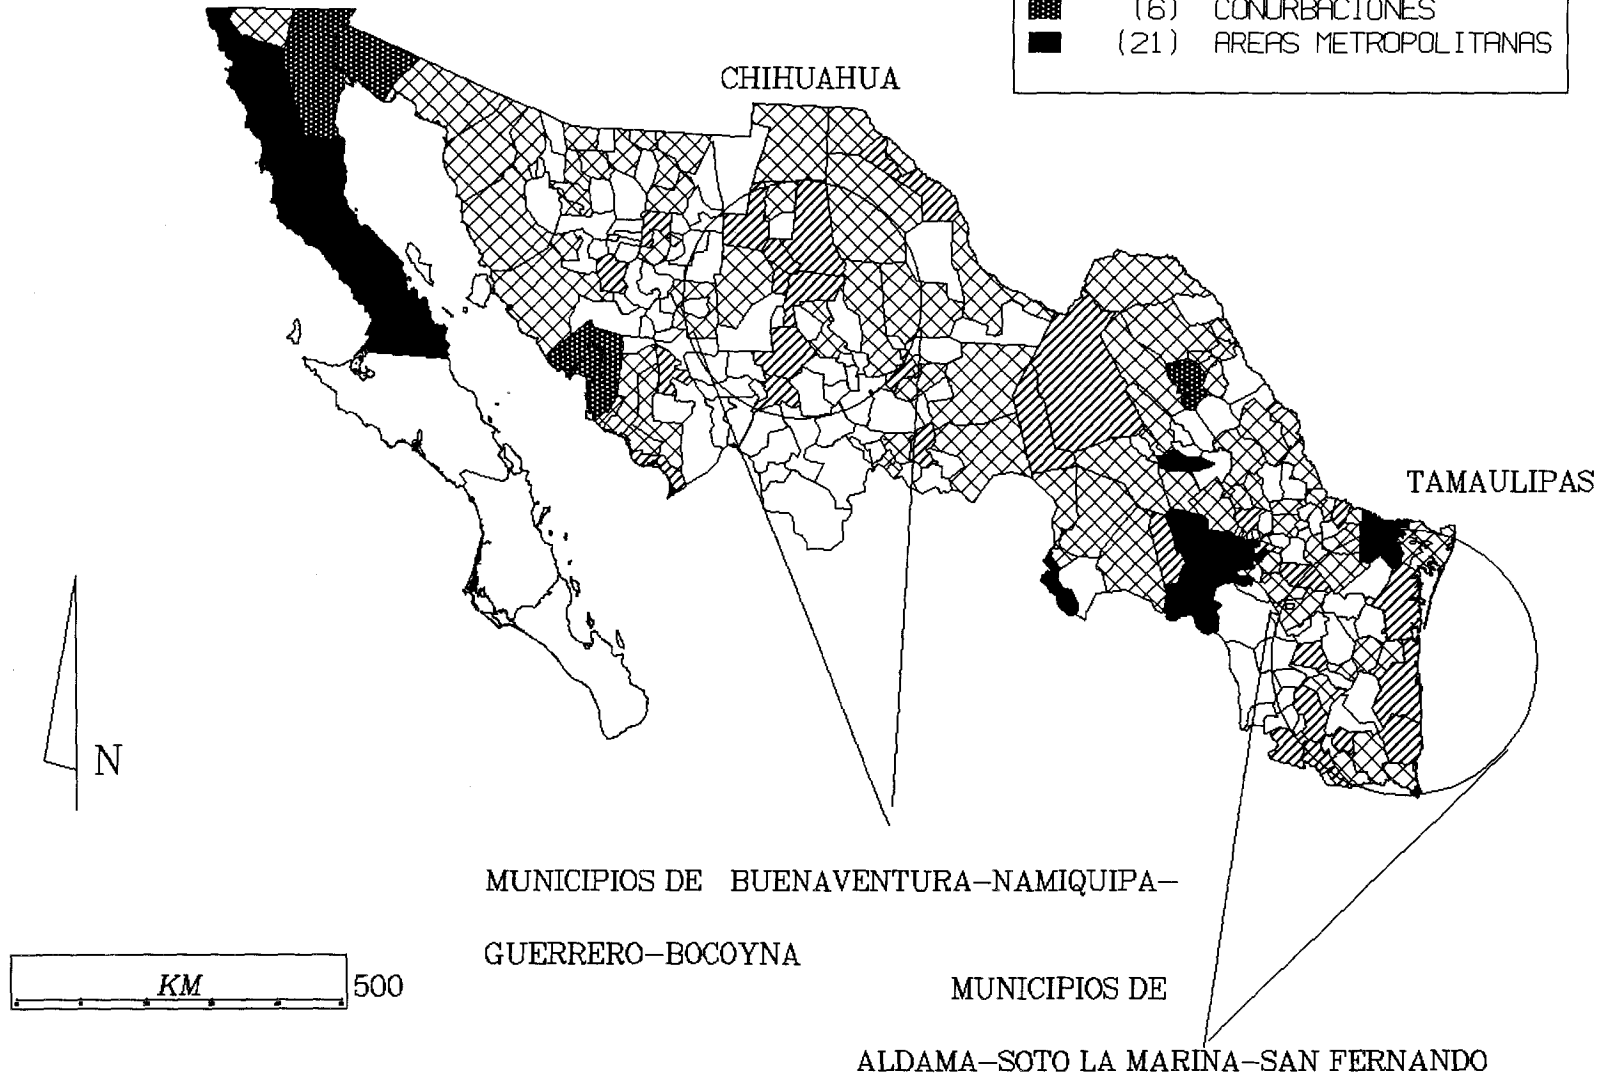 (6) CONURBACIONES
(21) AREAS METROPOLITANAS
CHIHUAHUA
TAMAULIPAS
N
MUNICIPIOS DE BUENAVENTURA-NAMIQUIPA-
GUERRERO-BOCOYNA
KM 500
MUNICIPIOS DE
ALDAMA-SOTO LA MARINA-SAN FERNANDO